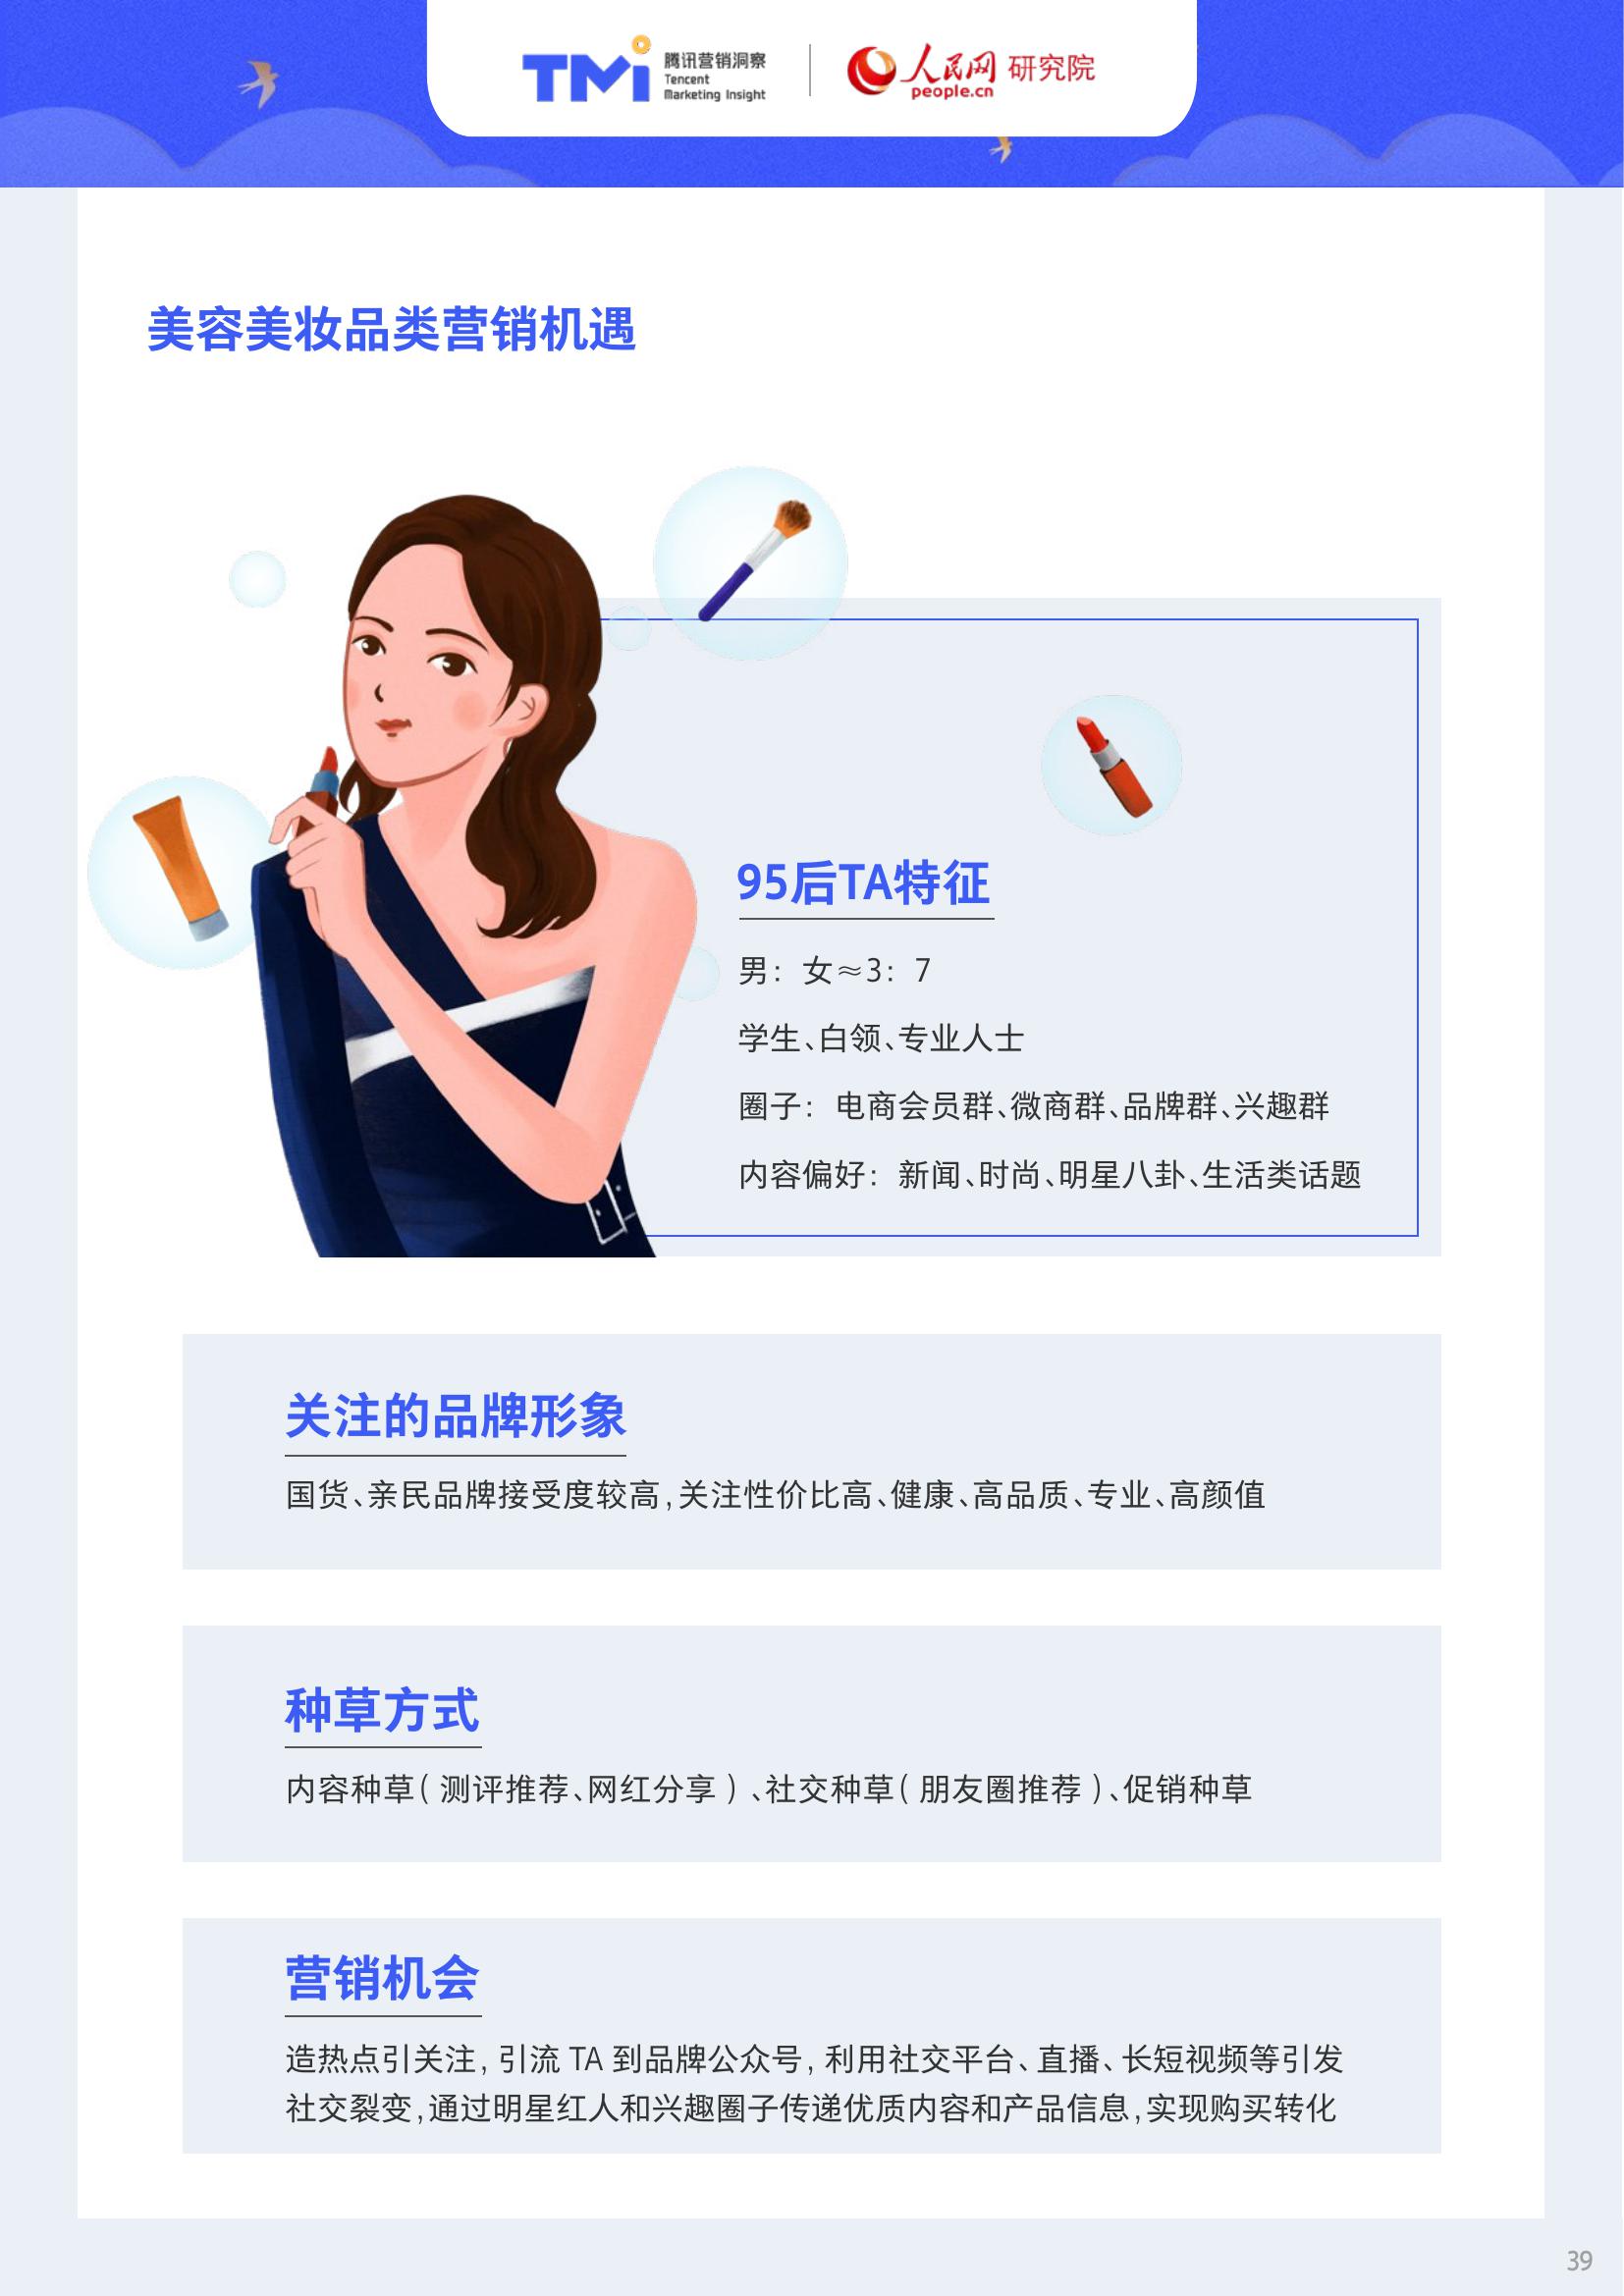 TMi 腾讯营销洞察
Tencent
Marketing Insight
人民网 研究院
people.cn
美容美妆品类营销机遇
95后TA特征
男：女≈3：7
学生、白领、专业人士
圈子：电商会员群、微商群、品牌群、兴趣群
内容偏好：新闻、时尚、明星八卦、生活类话题
关注的品牌形象
国货、亲民品牌接受度较高,关注性价比高、健康、高品质、专业、高颜值
种草方式
内容种草( 测评推荐、网红分享 ) 、社交种草( 朋友圈推荐 )、促销种草
营销机会
造热点引关注, 引流 TA 到品牌公众号, 利用社交平台、直播、长短视频等引发
社交裂变,通过明星红人和兴趣圈子传递优质内容和产品信息,实现购买转化
39